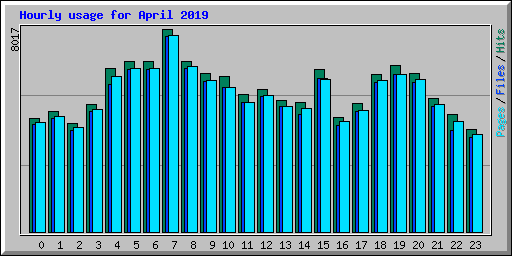 Hourly usage for April 2019
8017
Pages/Files/Hits
0 1 2 3 4 5 6 7 8 9 10 11 12 13 14 15 16 17 18 19 20 21 22 23